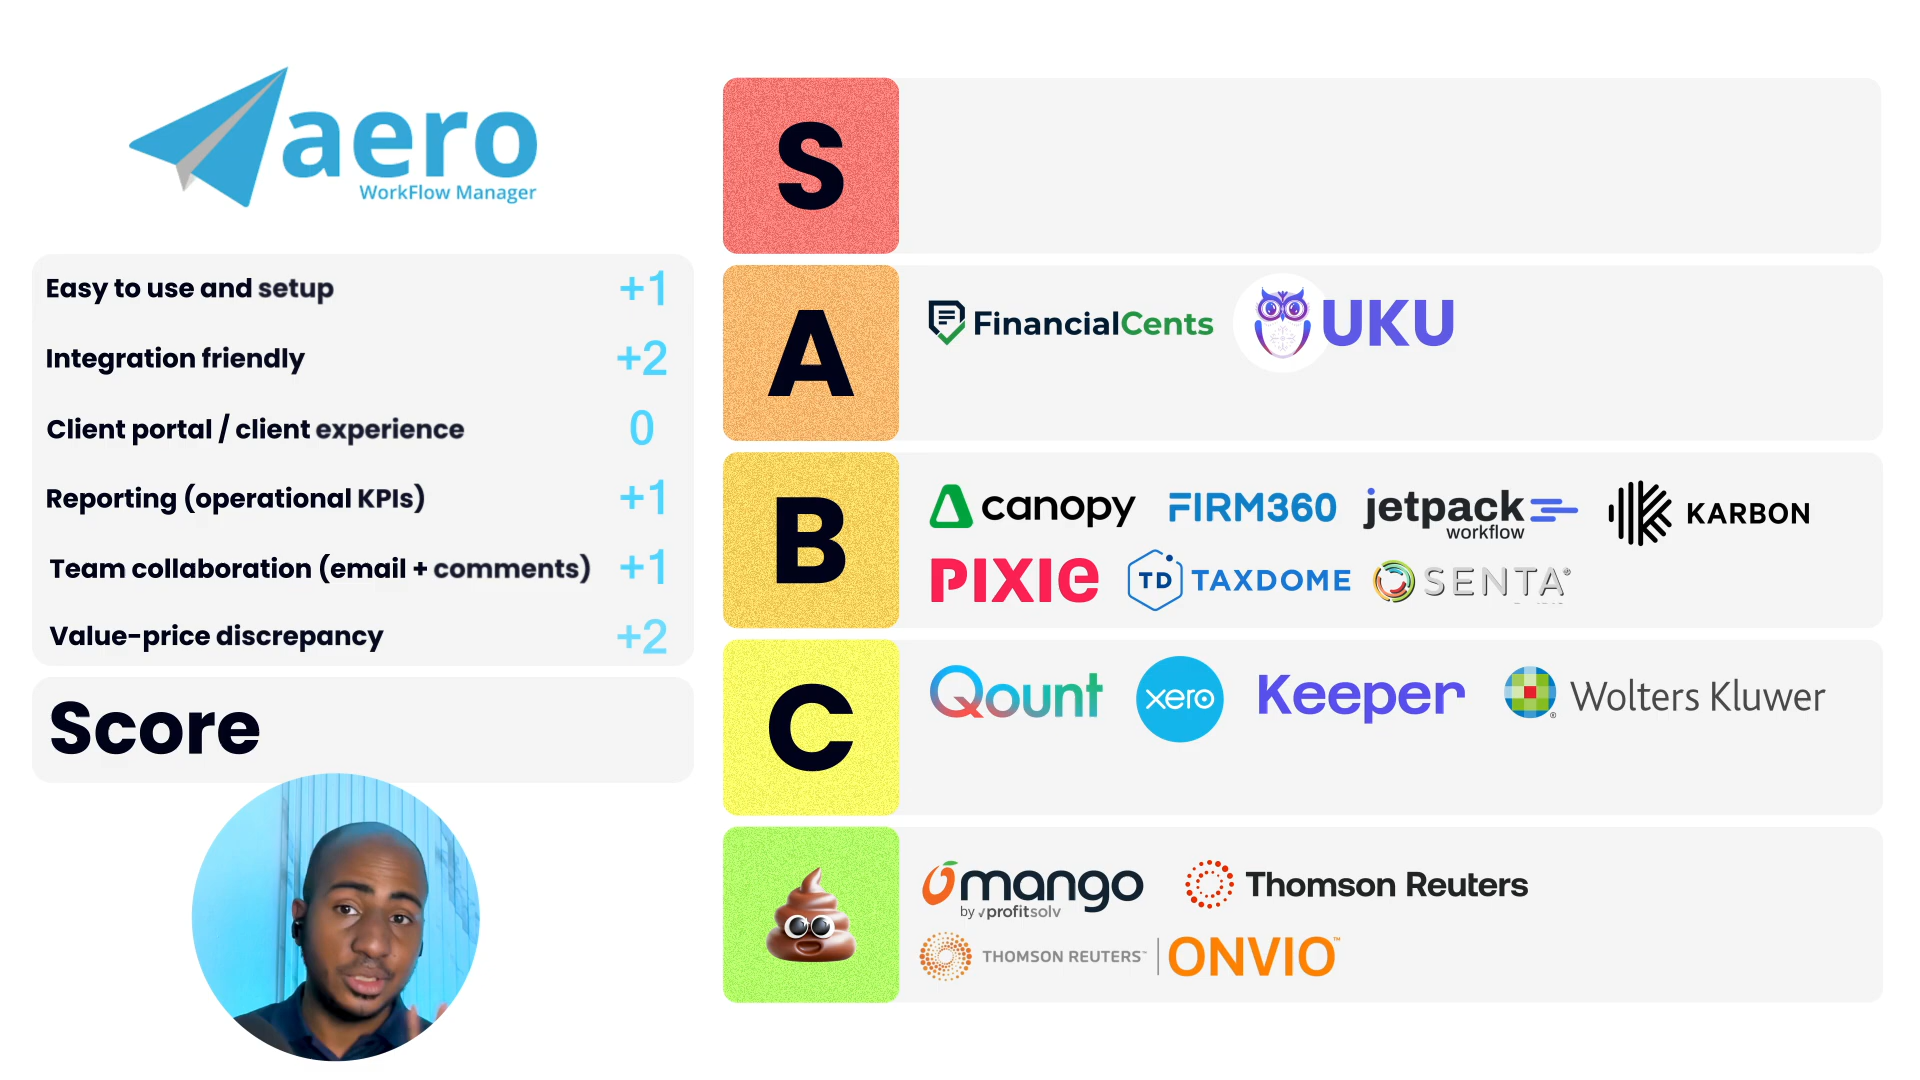 aero
WorkFlow Manager
Easy to use and setup +1
Integration friendly +2
Client portal / client experience 0
Reporting (operational KPIs) +1
Team collaboration (email + comments) +1
Value-price discrepancy +2
Score
S
A
FinancialCents UKU
B
canopy FIRM360 jetpack workflow KARBON
PIXIE TD TAXDOME SENTA®
C
Qount xero Keeper Wolters Kluwer
mango by profitsolv Thomson Reuters
THOMSON REUTERS™ ONVIO™